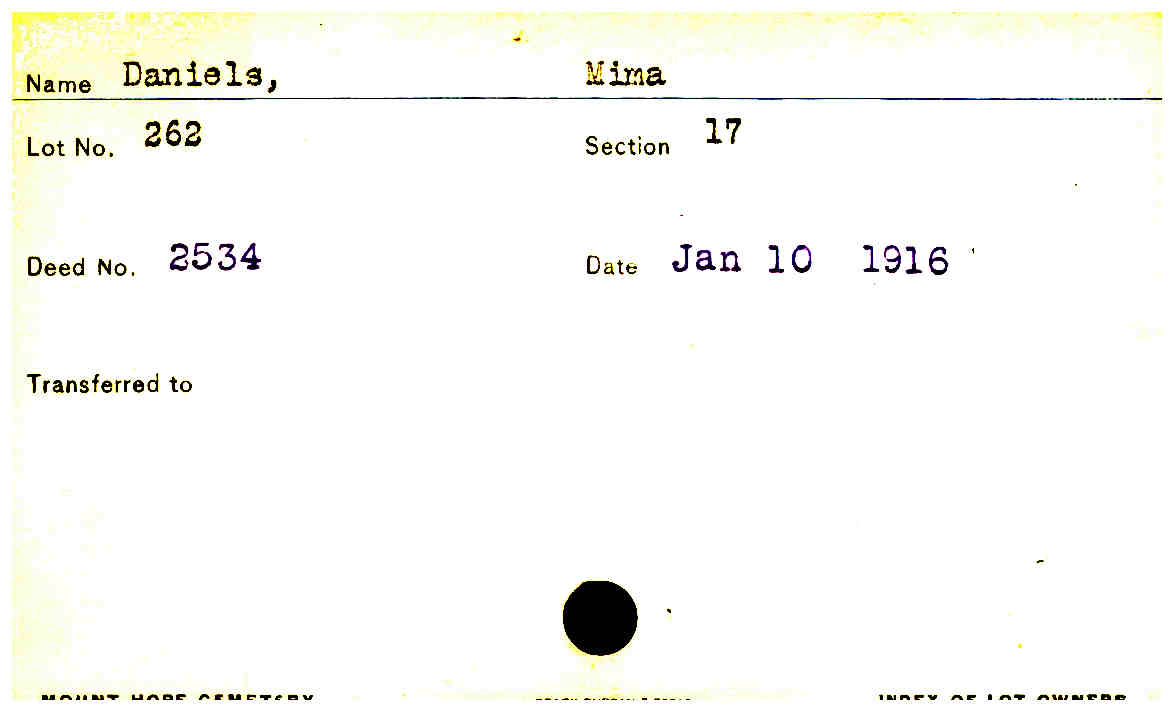 Name Daniels, Mima
Lot No. 262 Section 17
Deed No. 2534 Date Jan 10 1916
Transferred to
MOUNT HOPE CEMETERY INDEX OF LOT OWNERS